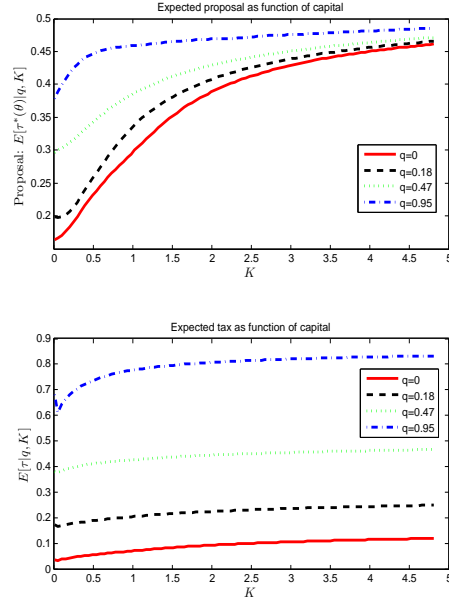 Expected proposal as function of capital
Proposal: E[τ*(θ)|q, K]
0.5
0.45
0.4
0.35
0.3
0.25
0.2
q=0
q=0.18
q=0.47
q=0.95
0 0.5 1 1.5 2 2.5 3 3.5 4 4.5 5
K
Expected tax as function of capital
E[τ|q, K]
0.9
0.8
0.7
0.6
0.5
0.4
0.3
0.2
0.1
0
q=0
q=0.18
q=0.47
q=0.95
0 0.5 1 1.5 2 2.5 3 3.5 4 4.5 5
K